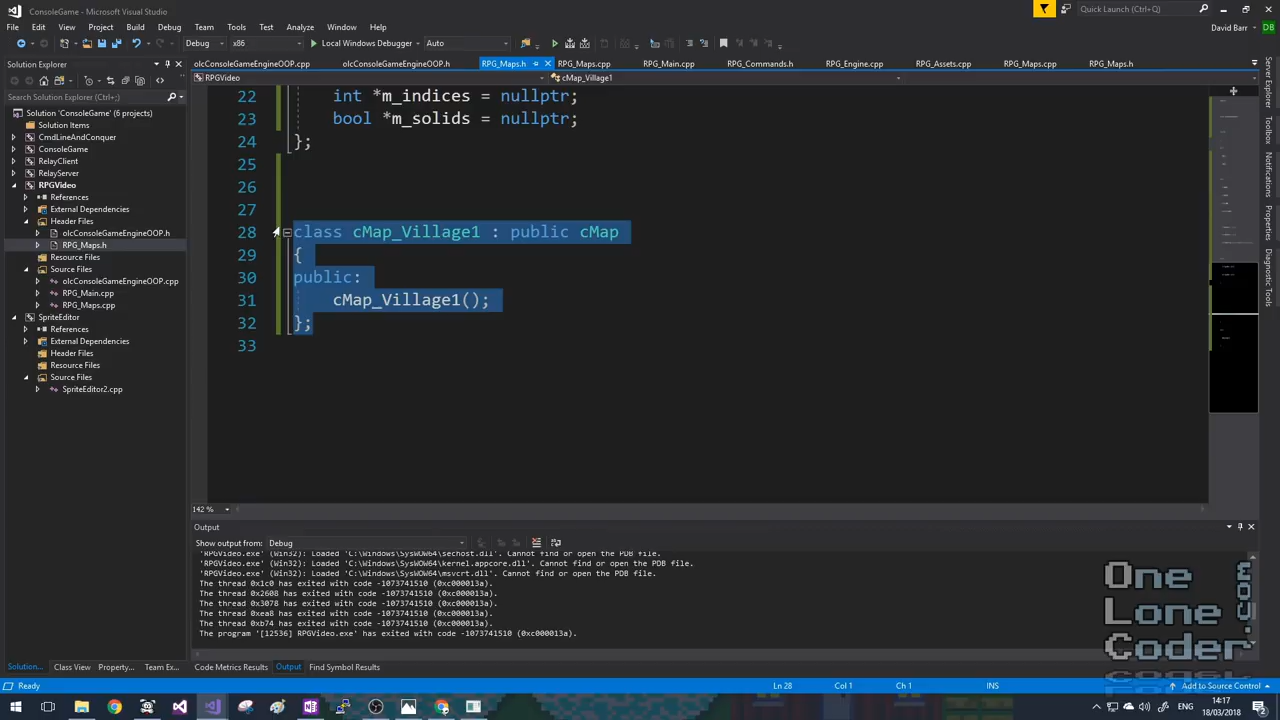 ConsoleGame - Microsoft Visual Studio
Quick Launch (Ctrl+Q)
File Edit View Project Build Debug Team Tools Test Analyze Window Help
David Barr DB
Debug x86 Local Windows Debugger Auto
Solution Explorer
olcConsoleGameEngineOOP.cpp olcConsoleGameEngineOOP.h RPG_Maps.h RPG_Maps.cpp RPG_Main.cpp RPG_Commands.h RPG_Engine.cpp RPG_Assets.cpp RPG_Maps.cpp RPG_Maps.h
RPGVideo cMap_Village1
Search Solution Explorer (Ctrl+;)
Solution 'ConsoleGame' (6 projects)
Solution Items
CmdLineAndConquer
ConsoleGame
RelayClient
RelayServer
RPGVideo
References
External Dependencies
Header Files
olcConsoleGameEngineOOP.h
RPG_Maps.h
Resource Files
Source Files
olcConsoleGameEngineOOP.cpp
RPG_Main.cpp
RPG_Maps.cpp
SpriteEditor
References
External Dependencies
Header Files
Resource Files
Source Files
SpriteEditor2.cpp
22 int *m_indices = nullptr;
23 bool *m_solids = nullptr;
24 };
25
26
27
28 class cMap_Village1 : public cMap
29 {
30 public:
31 cMap_Village1();
32 };
33
142 %
Server Explorer
Toolbox
Notifications
Properties
Diagnostic Tools
Output
Show output from: Debug
'RPGVideo.exe' (Win32): Loaded 'C:\Windows\SysWOW64\sechost.dll'. Cannot find or open the PDB file.
'RPGVideo.exe' (Win32): Loaded 'C:\Windows\SysWOW64\kernel.appcore.dll'. Cannot find or open the PDB file.
'RPGVideo.exe' (Win32): Loaded 'C:\Windows\SysWOW64\msvcrt.dll'. Cannot find or open the PDB file.
The thread 0x1c0 has exited with code -1073741510 (0xc000013a).
The thread 0x2608 has exited with code -1073741510 (0xc000013a).
The thread 0x3078 has exited with code -1073741510 (0xc000013a).
The thread 0xea8 has exited with code -1073741510 (0xc000013a).
The thread 0xb74 has exited with code -1073741510 (0xc000013a).
The program '[12536] RPGVideo.exe' has exited with code -1073741510 (0xc000013a).
One
Lone
Coder
.com
Solution... Class View Property... Team Ex...
Code Metrics Results Output Find Symbol Results
Ready Ln 28 Col 1 Ch 1 INS Add to Source Control
14:17
18/03/2018